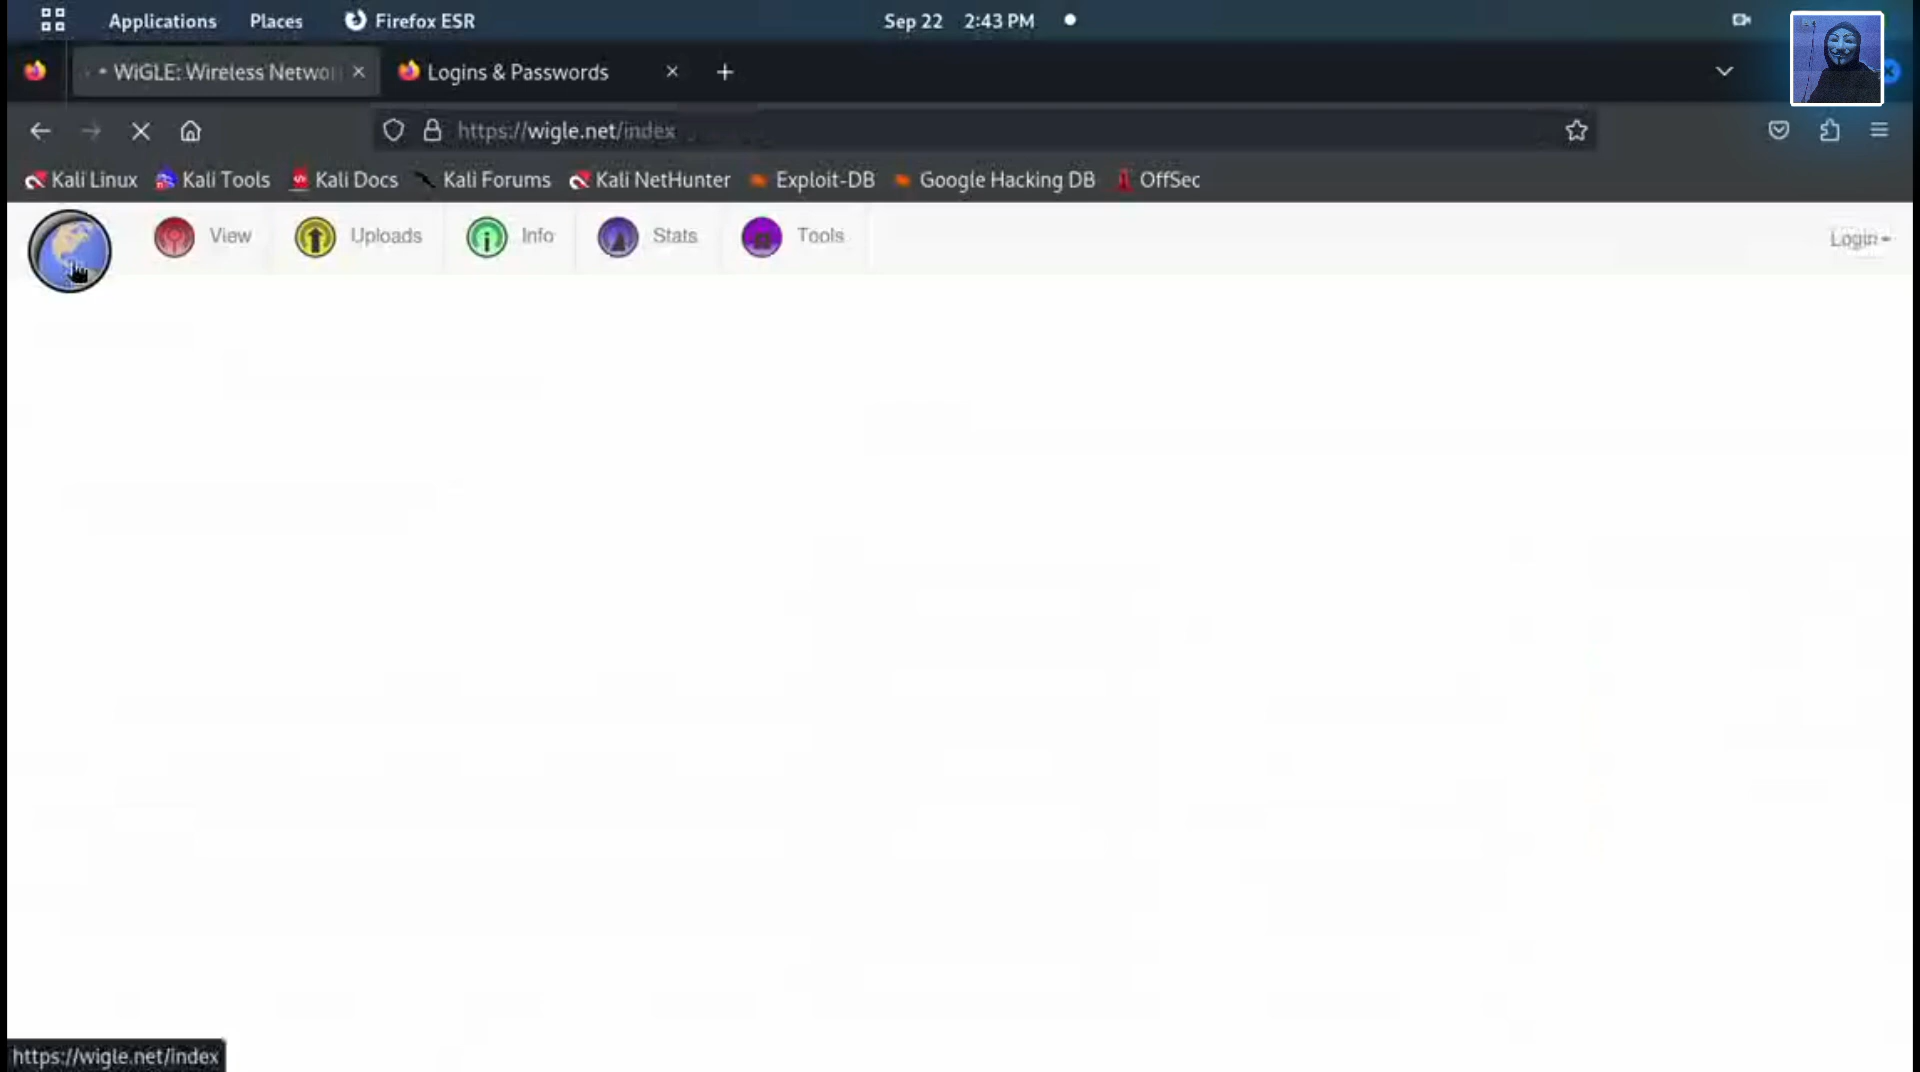 Applications Places Firefox ESR Sep 22 2:43 PM
WiGLE: Wireless Networ Logins & Passwords
https://wigle.net/index
Kali Linux Kali Tools Kali Docs Kali Forums Kali NetHunter Exploit-DB Google Hacking DB OffSec
View Uploads Info Stats Tools Login
https://wigle.net/index